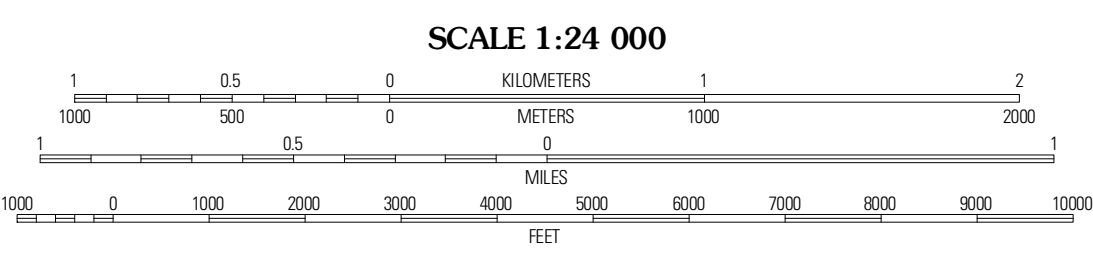 SCALE 1:24 000
1 0.5 0 KILOMETERS 1 2
1000 500 0 METERS 1000 2000
1 0.5 0 1
MILES
1000 0 1000 2000 3000 4000 5000 6000 7000 8000 9000 10000
FEET